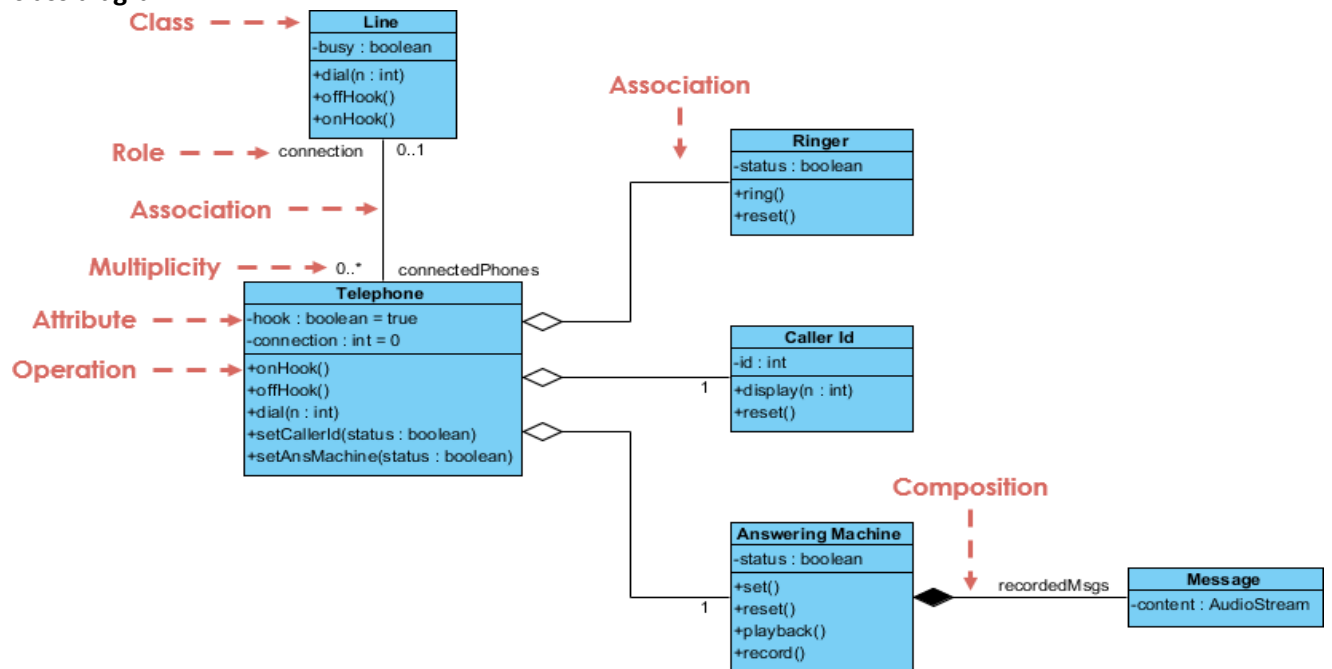 Class
Line
-busy : boolean
+dial(n : int)
+offHook()
+onHook()
Role
connection
0..1
Association
Multiplicity
0..*
connectedPhones
Association
Attribute
Operation
Telephone
-hook : boolean = true
-connection : int = 0
+onHook()
+offHook()
+dial(n : int)
+setCallerId(status : boolean)
+setAnsMachine(status : boolean)
Ringer
-status : boolean
+ring()
+reset()
Caller Id
-id : int
+display(n : int)
+reset()
1
Composition
Answering Machine
-status : boolean
+set()
+reset()
+playback()
+record()
1
recordedMsgs
Message
-content : AudioStream